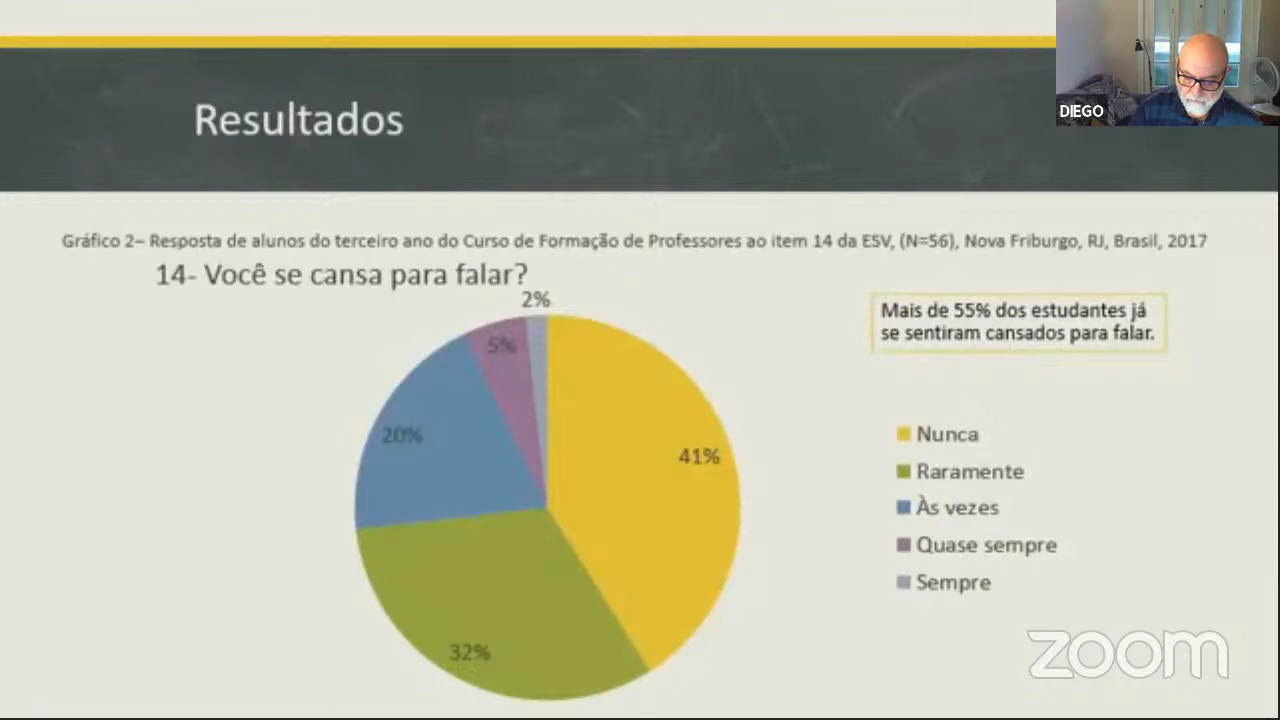 DIEGO
Resultados
Gráfico 2– Resposta de alunos do terceiro ano do Curso de Formação de Professores ao item 14 da ESV, (N=56), Nova Friburgo, RJ, Brasil, 2017
14- Você se cansa para falar?
2%
5%
20%
41%
32%
Mais de 55% dos estudantes já
se sentiram cansados para falar.
Nunca
Raramente
Às vezes
Quase sempre
Sempre
zoom